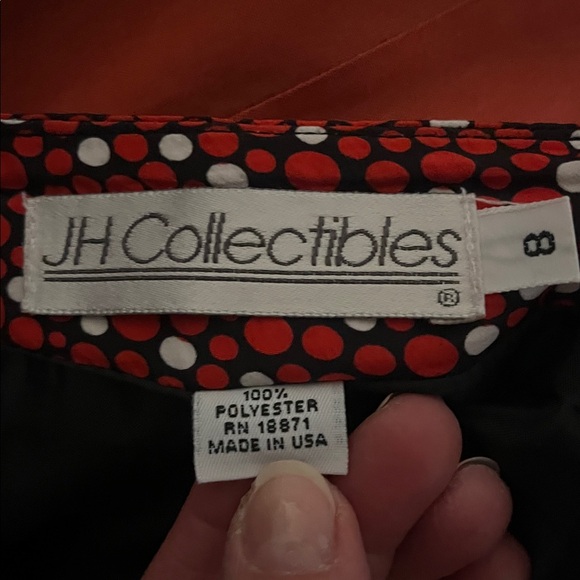 JH Collectibles
®
8
100%
POLYESTER
RN 18871
MADE IN USA